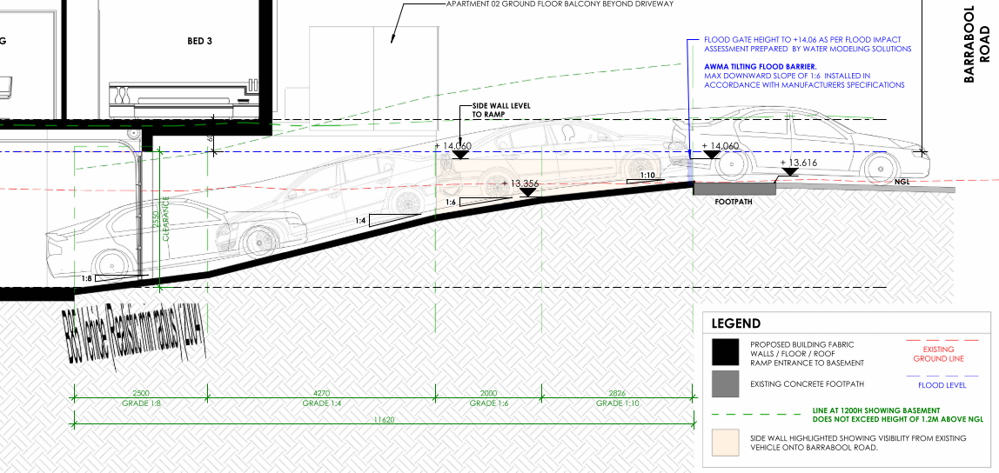 APARTMENT 02 GROUND FLOOR BALCONY BEYOND DRIVEWAY
BARRABOOL
ROAD
G
BED 3
FLOOD GATE HEIGHT TO +14.06 AS PER FLOOD IMPACT
ASSESSMENT PREPARED BY WATER MODELING SOLUTIONS
AWMA TILTING FLOOD BARRIER.
MAX DOWNWARD SLOPE OF 1:6 INSTALLED IN
ACCORDANCE WITH MANUFACTURERS SPECIFICATIONS
SIDE WALL LEVEL
TO RAMP
+ 14.060
+ 14.060
+ 13.616
+ 13.356
1:10
NGL
1:6
FOOTPATH
1:4
2550
CLEARANCE
1:8
LEGEND
PROPOSED BUILDING FABRIC
WALLS / FLOOR / ROOF
RAMP ENTRANCE TO BASEMENT
EXISTING
GROUND LINE
EXISTING CONCRETE FOOTPATH
FLOOD LEVEL
LINE AT 1200H SHOWING BASEMENT
DOES NOT EXCEED HEIGHT OF 1.2M ABOVE NGL
SIDE WALL HIGHLIGHTED SHOWING VISIBILITY FROM EXISTING
VEHICLE ONTO BARRABOOL ROAD.
2500
GRADE 1:8
4270
GRADE 1:4
2000
GRADE 1:6
2826
GRADE 1:10
11620